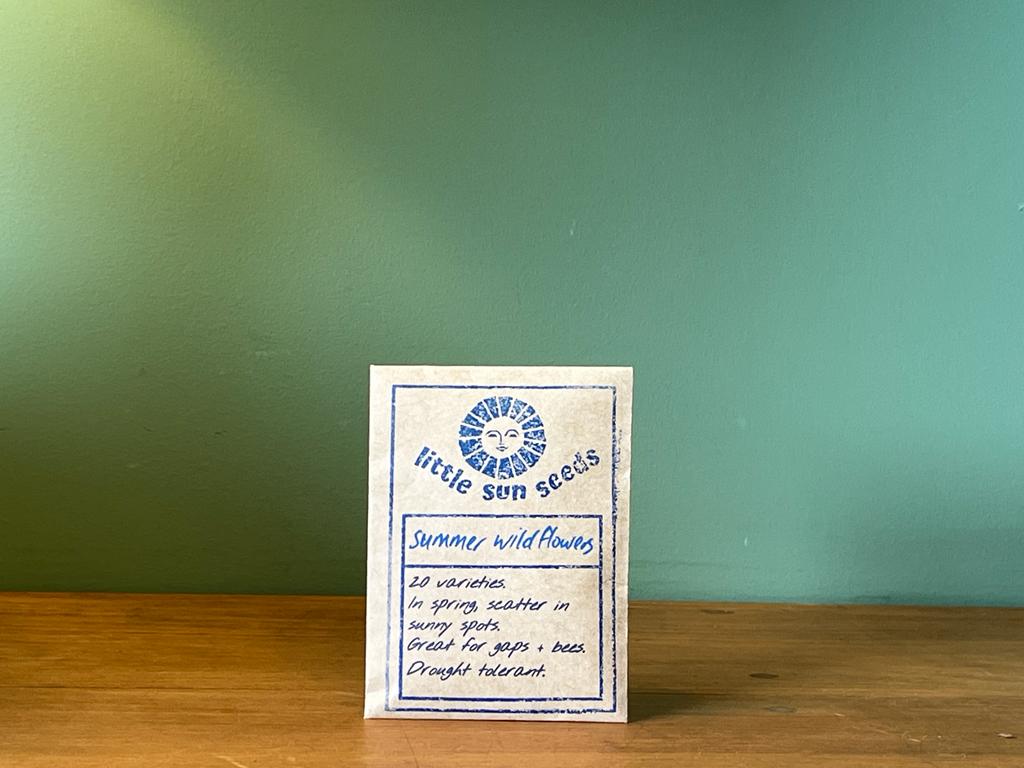 little sun seeds
Summer wildflowers
20 varieties.
In spring, scatter in
sunny spots.
Great for gaps + bees.
Drought tolerant.